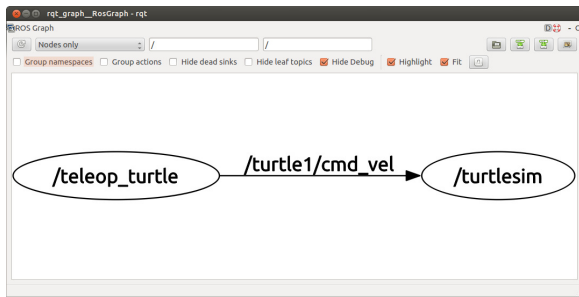 rqt_graph__RosGraph - rqt
ROS Graph
D
Nodes only / /
Group namespaces Group actions Hide dead sinks Hide leaf topics Hide Debug Highlight Fit
/turtle1/cmd_vel
/teleop_turtle /turtlesim